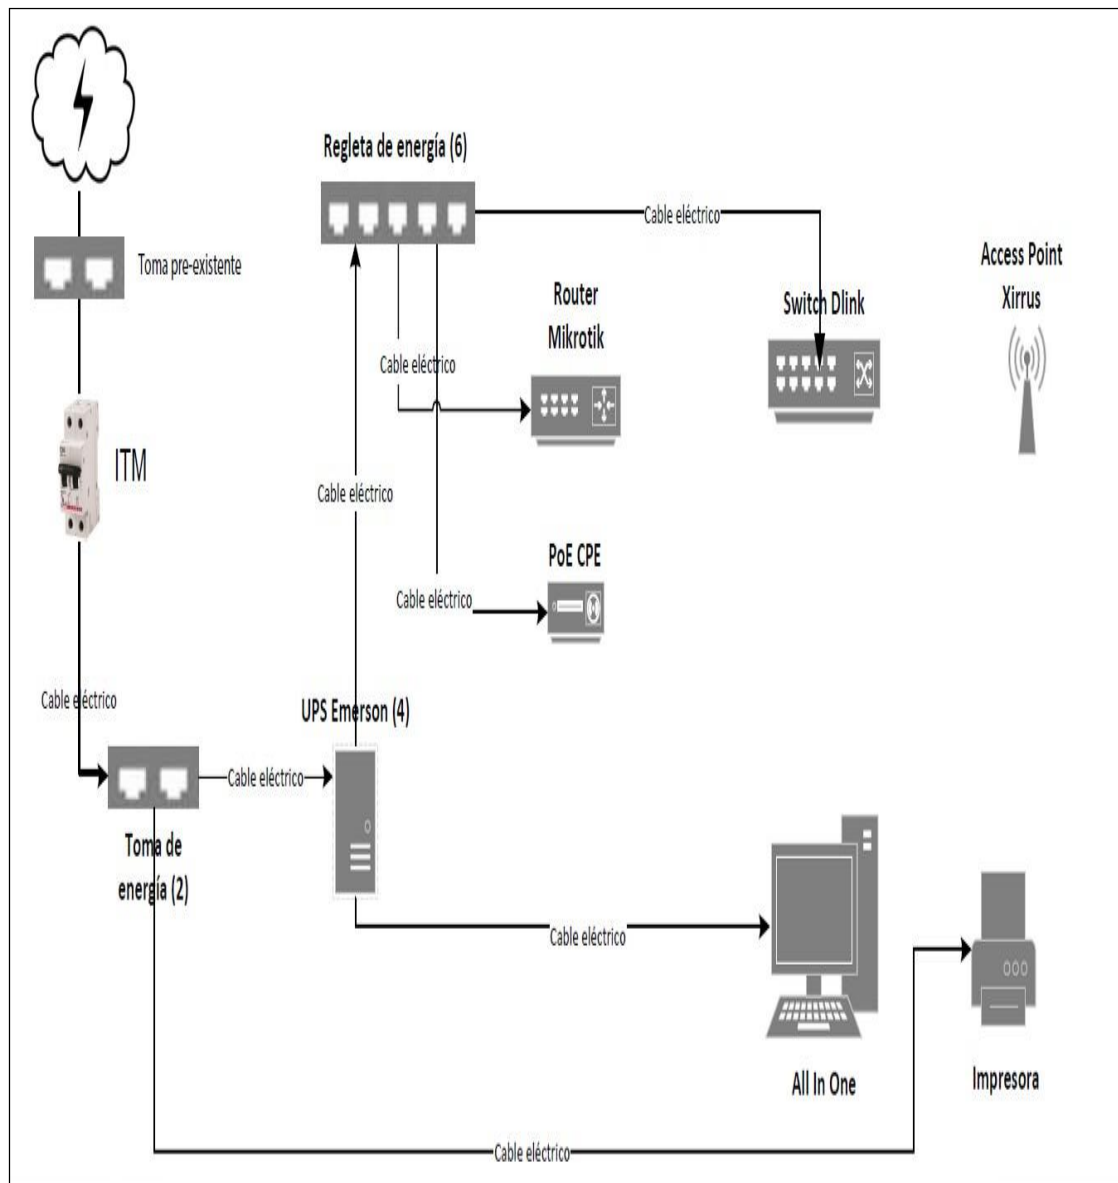 Regleta de energía (6)
Cable eléctrico
Toma pre-existente
Access Point
Xirrus
Router
Mikrotik
Switch Dlink
Cable eléctrico
ITM
Cable eléctrico
PoE CPE
Cable eléctrico
Cable eléctrico
UPS Emerson (4)
Cable eléctrico
Toma de
energía (2)
Cable eléctrico
All In One
Impresora
Cable eléctrico